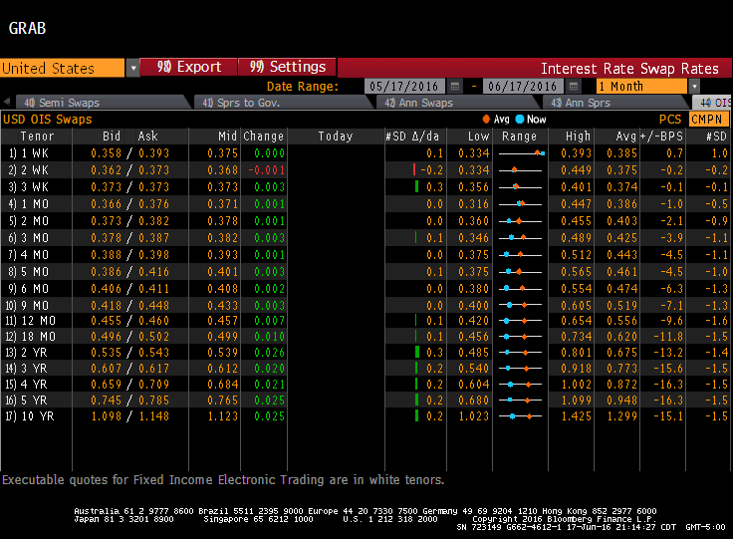 GRAB
United States 98) Export 99) Settings Interest Rate Swap Rates
Date Range: 05/17/2016 - 06/17/2016 1 Month
40) Semi Swaps 41) Sprs to Gov. 42) Ann Swaps 43) Ann Sprs 44) OIS
USD OIS Swaps Avg Now PCS CMPN
Tenor Bid Ask Mid Change Today #SD Δ/da Low Range High Avg +/-BPS #SD
1) 1 WK 0.358 / 0.393 0.375 0.000 0.1 0.334 0.393 0.385 0.7 1.0
2) 2 WK 0.362 / 0.373 0.368 -0.001 -0.2 0.334 0.449 0.375 -0.2 -0.2
3) 3 WK 0.373 / 0.373 0.373 0.003 0.3 0.356 0.401 0.374 -0.1 -0.1
4) 1 MO 0.366 / 0.376 0.371 0.001 0.0 0.316 0.447 0.386 -1.0 -0.5
5) 2 MO 0.373 / 0.382 0.378 0.001 0.0 0.360 0.455 0.403 -2.1 -0.9
6) 3 MO 0.378 / 0.387 0.382 0.003 0.1 0.346 0.489 0.425 -3.9 -1.1
7) 4 MO 0.388 / 0.398 0.393 0.001 0.0 0.375 0.512 0.443 -4.5 -1.1
8) 5 MO 0.386 / 0.416 0.401 0.003 0.1 0.375 0.565 0.461 -4.5 -1.0
9) 6 MO 0.406 / 0.411 0.408 0.002 0.0 0.380 0.554 0.474 -6.3 -1.3
10) 9 MO 0.418 / 0.448 0.433 0.003 0.0 0.400 0.605 0.519 -7.1 -1.3
11) 12 MO 0.455 / 0.460 0.457 0.007 0.1 0.420 0.654 0.556 -9.6 -1.6
12) 18 MO 0.496 / 0.502 0.499 0.010 0.1 0.456 0.734 0.620 -11.8 -1.5
13) 2 YR 0.535 / 0.543 0.539 0.026 0.3 0.485 0.801 0.675 -13.2 -1.4
14) 3 YR 0.607 / 0.617 0.612 0.020 0.2 0.540 0.918 0.773 -15.6 -1.5
15) 4 YR 0.659 / 0.709 0.684 0.021 0.2 0.604 1.002 0.872 -16.3 -1.5
16) 5 YR 0.745 / 0.785 0.765 0.025 0.2 0.680 1.099 0.948 -16.3 -1.5
17) 10 YR 1.098 / 1.148 1.123 0.025 0.2 1.023 1.425 1.299 -15.1 -1.5
Executable quotes for Fixed Income Electronic Trading are in white tenors.
Australia 61 2 9777 8600 Brazil 5511 2395 9000 Europe 44 20 7330 7500 Germany 49 69 9204 1210 Hong Kong 852 2977 6000
Japan 81 3 3201 8900 Singapore 65 6212 1000 U.S. 1 212 318 2000 Copyright 2016 Bloomberg Finance L.P.
SN 723149 G662-4612-1 17-Jun-16 21:14:27 CDT GMT-5:00